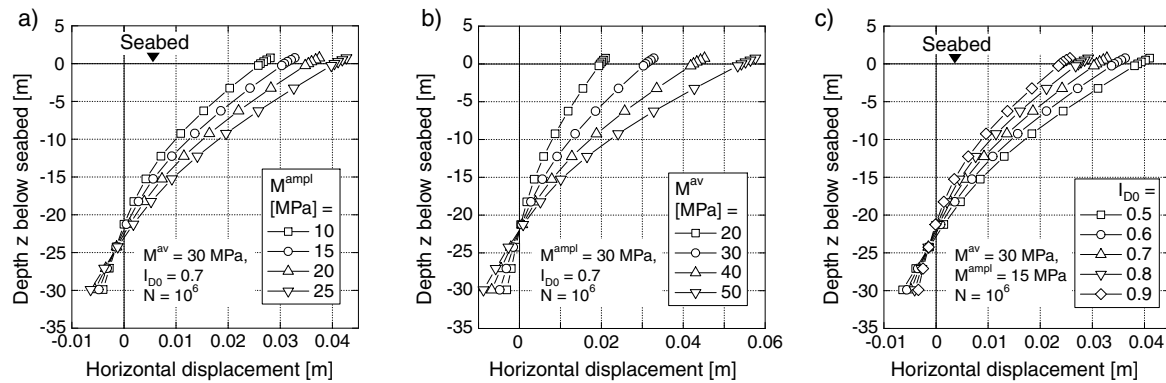 a)
5
0
-5
-10
-15
-20
-25
-30
-35
Depth z below seabed [m]
Seabed
M^ampl
[MPa] =
10
15
20
25
M^av = 30 MPa,
I_D0 = 0.7
N = 10^6
-0.01 0 0.01 0.02 0.03 0.04
Horizontal displacement [m]
b)
5
0
-5
-10
-15
-20
-25
-30
-35
Depth z below seabed [m]
M^av
[MPa] =
20
30
40
50
M^ampl = 30 MPa,
I_D0 = 0.7
N = 10^6
0 0.02 0.04 0.06
Horizontal displacement [m]
c)
5
0
-5
-10
-15
-20
-25
-30
-35
Depth z below seabed [m]
Seabed
I_D0 =
0.5
0.6
0.7
0.8
0.9
M^av = 30 MPa,
M^ampl = 15 MPa
N = 10^6
-0.01 0 0.01 0.02 0.03 0.04
Horizontal displacement [m]